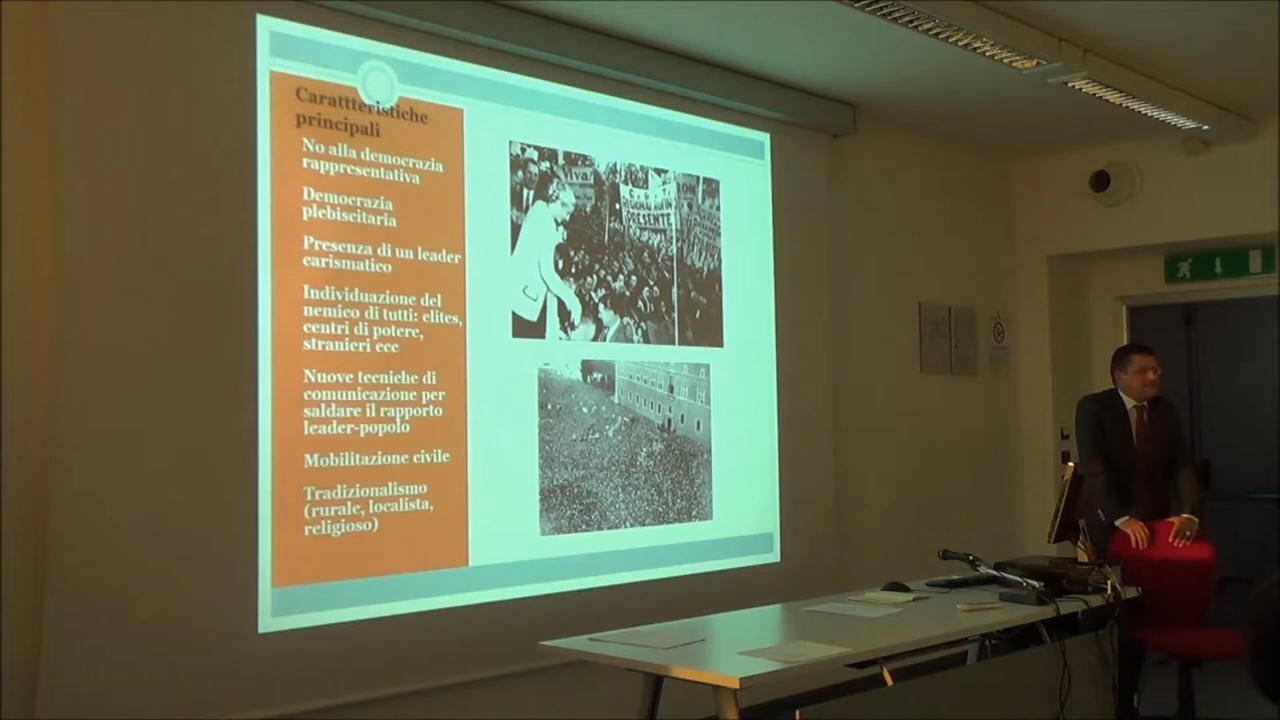 Carattteristiche
principali
No alla democrazia
rappresentativa
Democrazia
plebiscitaria
Presenza di un leader
carismatico
Individuazione del
nemico di tutti: elites,
centri di potere,
stranieri ecc
Nuove tecniche di
comunicazione per
saldare il rapporto
leader-popolo
Mobilitazione civile
Tradizionalismo
(rurale, localista,
religioso)
PRESENTE